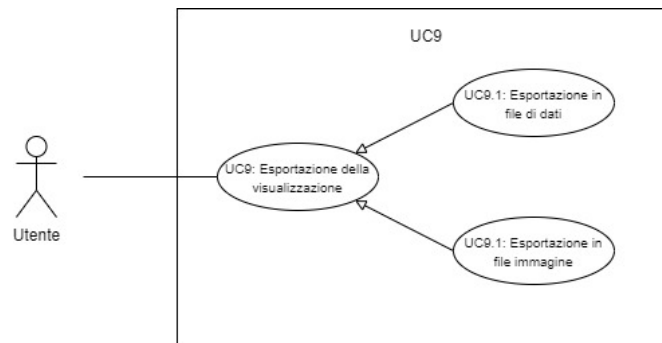 UC9
UC9.1: Esportazione in
file di dati
UC9: Esportazione della
visualizzazione
Utente
UC9.1: Esportazione in
file immagine